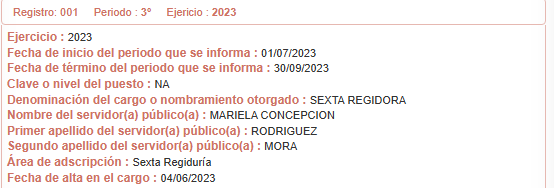 Registro: 001 Periodo : 3º Ejericio : 2023
Ejercicio : 2023
Fecha de inicio del periodo que se informa : 01/07/2023
Fecha de término del periodo que se informa : 30/09/2023
Clave o nivel del puesto : NA
Denominación del cargo o nombramiento otorgado : SEXTA REGIDORA
Nombre del servidor(a) público(a) : MARIELA CONCEPCION
Primer apellido del servidor(a) público(a) : RODRIGUEZ
Segundo apellido del servidor(a) público(a) : MORA
Área de adscripción : Sexta Regiduría
Fecha de alta en el cargo : 04/06/2023